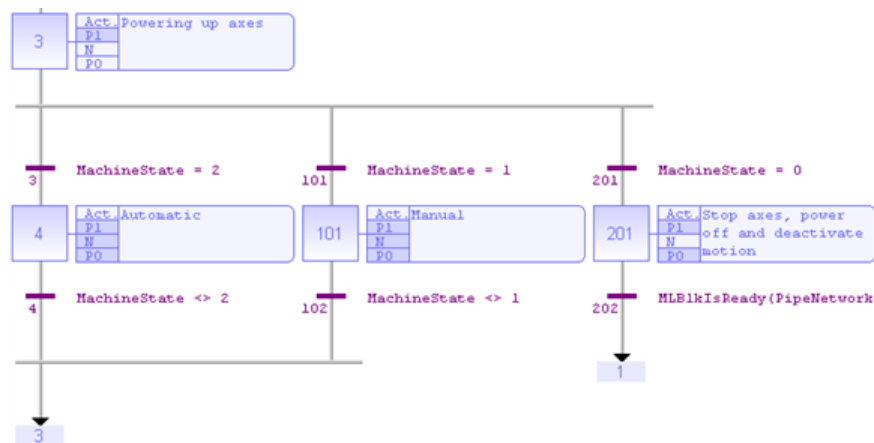 3
Act. Powering up axes
P1
N
P0
MachineState = 2
MachineState = 1
MachineState = 0
3
101
201
4
Act. Automatic
P1
N
P0
101
Act. Manual
P1
N
P0
201
Act. Stop axes, power
P1 off and deactivate
N motion
P0
MachineState <> 2
MachineState <> 1
MLBlkIsReady(PipeNetwork
4
102
202
1
3